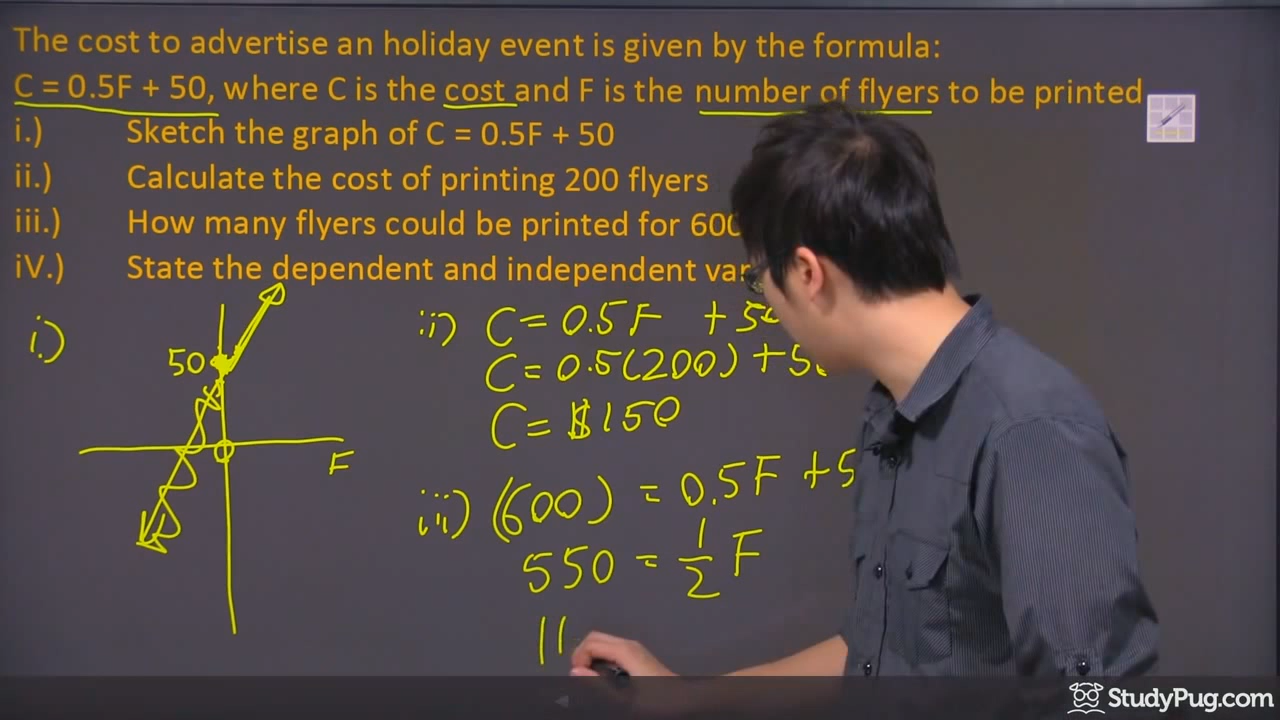 The cost to advertise an holiday event is given by the formula:
C = 0.5F + 50, where C is the cost and F is the number of flyers to be printed
i.) Sketch the graph of C = 0.5F + 50
ii.) Calculate the cost of printing 200 flyers
iii.) How many flyers could be printed for 600
iv.) State the dependent and independent
i.)
50
F
ii) C = 0.5F + 50
C = 0.5(200) + 5
C = $150
iii) (600) = 0.5F + 5
550 = 1/2 F
11
StudyPug.com